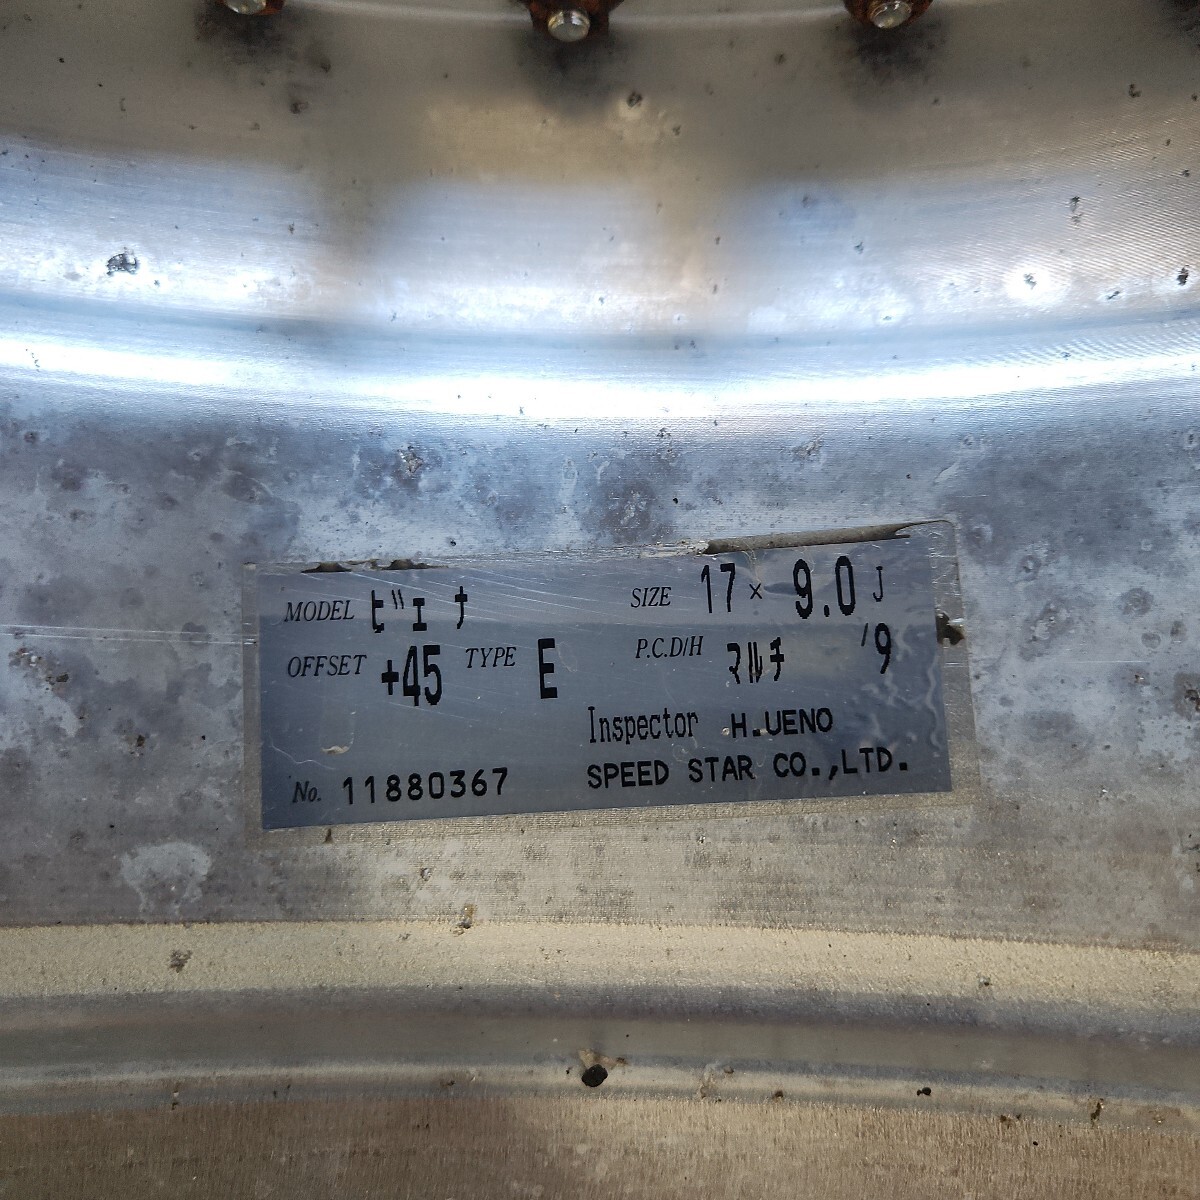 MODEL ビエナ SIZE 17 × 9.0 J
OFFSET +45 TYPE E P.C.D/H マルチ '9
Inspector H.UENO
No. 11880367 SPEED STAR CO.,LTD.